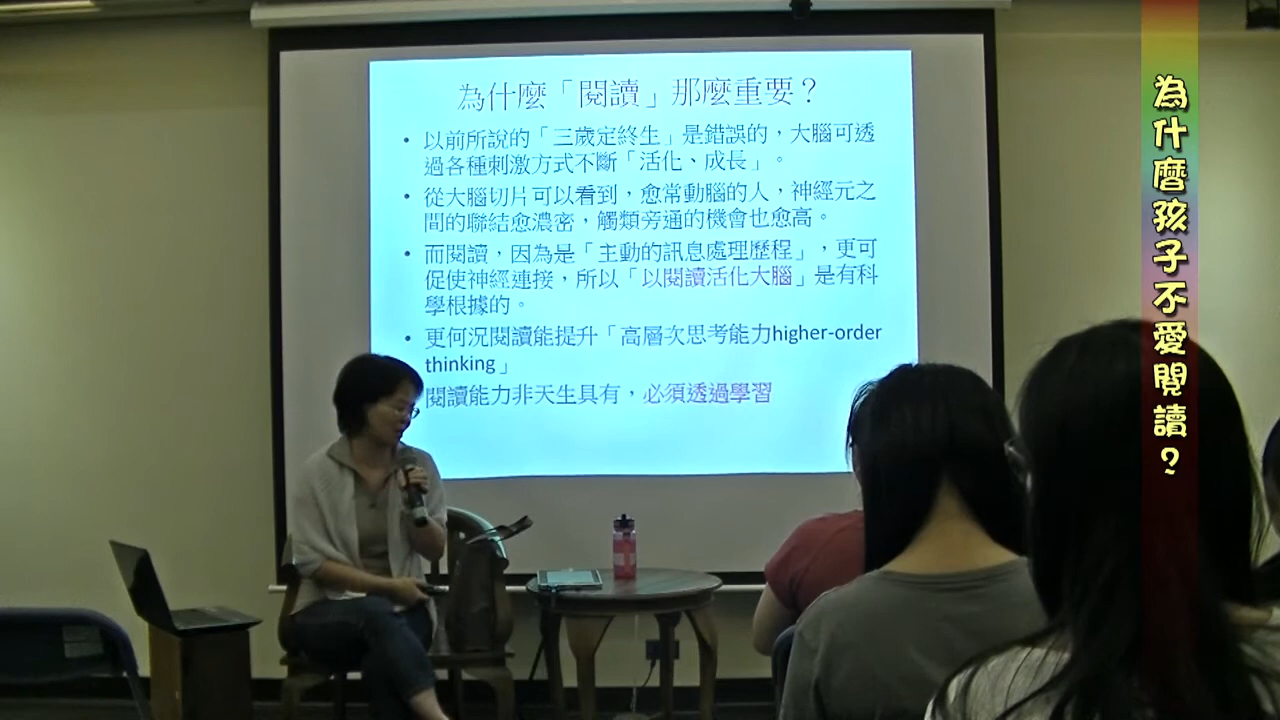 為什麼「閱讀」那麼重要？
• 以前所說的「三歲定終生」是錯誤的，大腦可透
過各種刺激方式不斷「活化、成長」。
• 從大腦切片可以看到，愈常動腦的人，神經元之
間的聯結愈濃密，觸類旁通的機會也愈高。
• 而閱讀，因為是「主動的訊息處理歷程」，更可
促使神經連接，所以「以閱讀活化大腦」是有科
學根據的。
• 更何況閱讀能提升「高層次思考能力higher-order
thinking」
閱讀能力非天生具有，必須透過學習
為什麼孩子不愛閱讀？